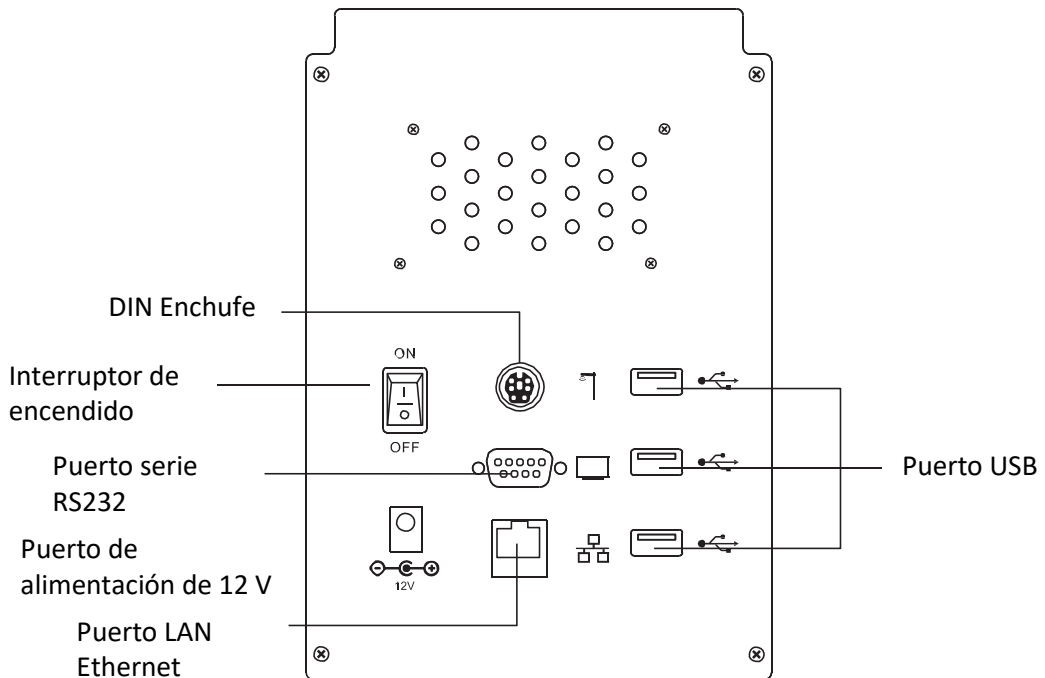 DIN Enchufe
ON
Interruptor de
encendido
OFF
Puerto serie
RS232
Puerto USB
Puerto de
alimentación de 12 V
12V
Puerto LAN
Ethernet